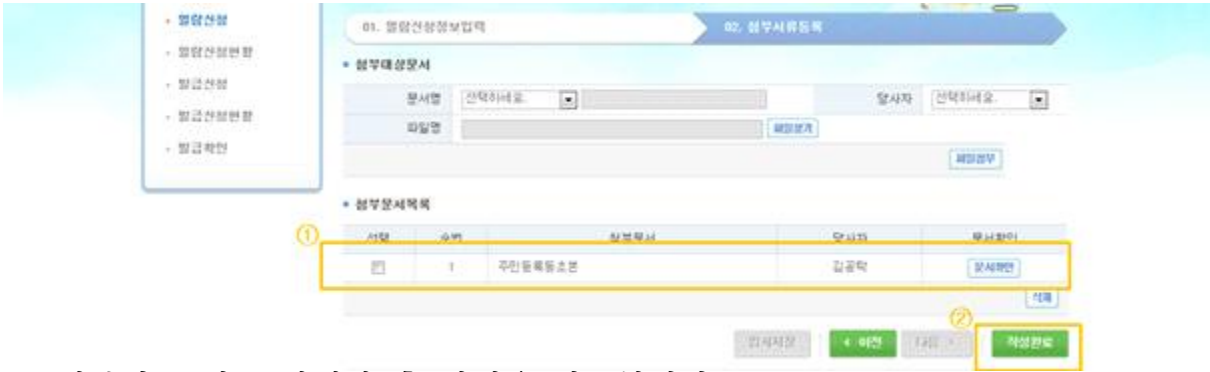 열람신청
01. 열람신청정보입력
02. 첨부서류등록
열람신청현황
첨부대상문서
발급신청
문서명 선택하세요. 당사자 선택하세요.
발급신청현황
파일명 파일찾기
발급확인
파일첨부
첨부문서목록
①
선택 순번 첨부문서 당사자 문서확인
1 주민등록등초본 김공탁 문서확인
삭제
②
임시저장 이전 다음 작성완료